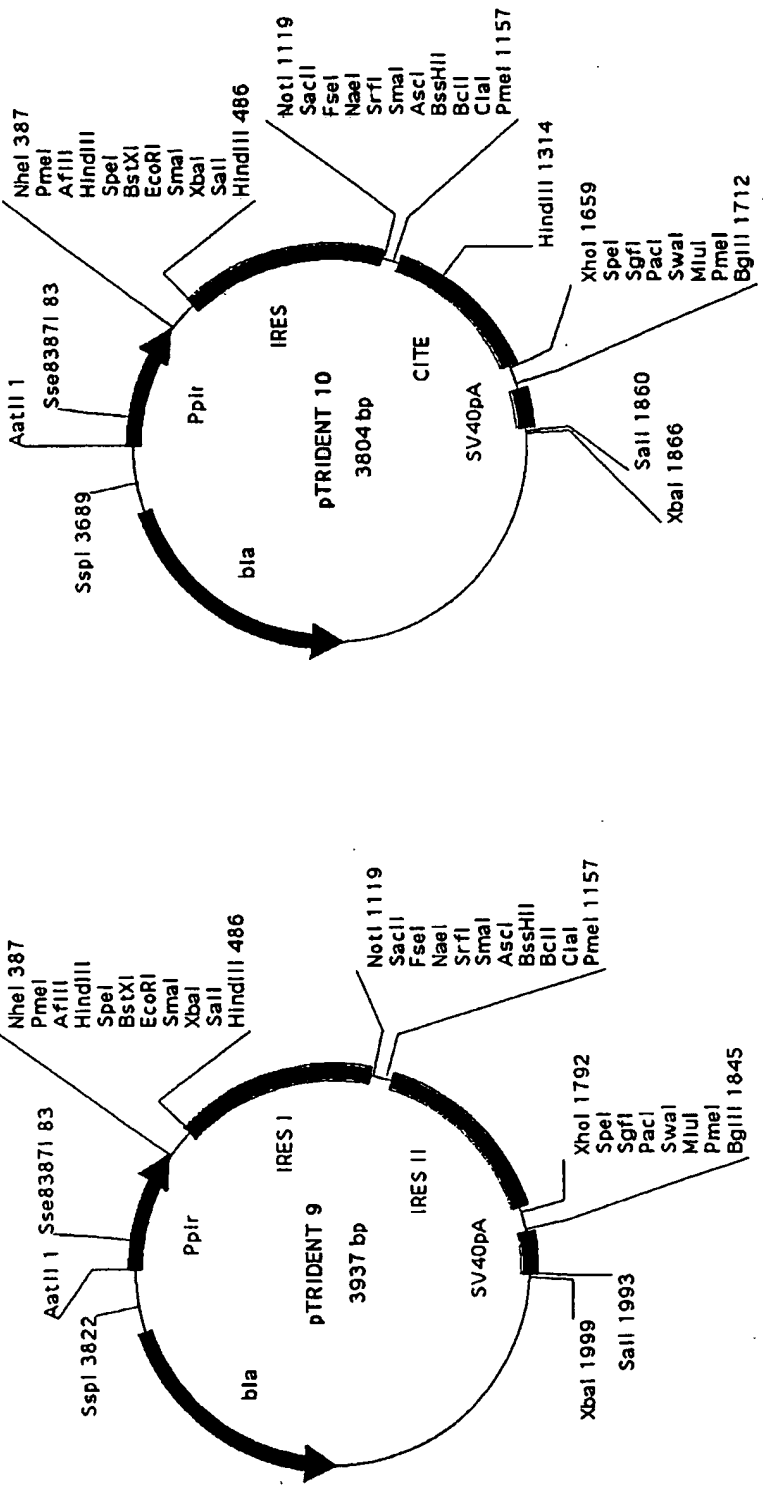 AatII 1
Sse8387I 83
NheI 387
PmeI
AflII
HindIII
SpeI
BstXI
EcoRI
SmaI
XbaI
SalI
HindIII 486
SspI 3822
Ppir
bla
IRES I
pTRIDENT 9
3937 bp
IRES II
SV40pA
NotI 1119
SacII
FseI
NaeI
SrfI
SmaI
AscI
BssHII
BclI
ClaI
PmeI 1157
XhoI 1792
SpeI
SgfI
PacI
SwaI
MluI
PmeI
BglII 1845
XbaI 1999
SalI 1993
AatII 1
Sse8387I 83
NheI 387
PmeI
AflII
HindIII
SpeI
BstXI
EcoRI
SmaI
XbaI
SalI
HindIII 486
SspI 3689
Ppir
bla
IRES
pTRIDENT 10
3804 bp
CITE
SV40pA
NotI 1119
SacII
FseI
NaeI
SrfI
SmaI
AscI
BssHII
BclI
ClaI
PmeI 1157
HindIII 1314
XhoI 1659
SpeI
SgfI
PacI
SwaI
MluI
PmeI
BglII 1712
SalI 1860
XbaI 1866